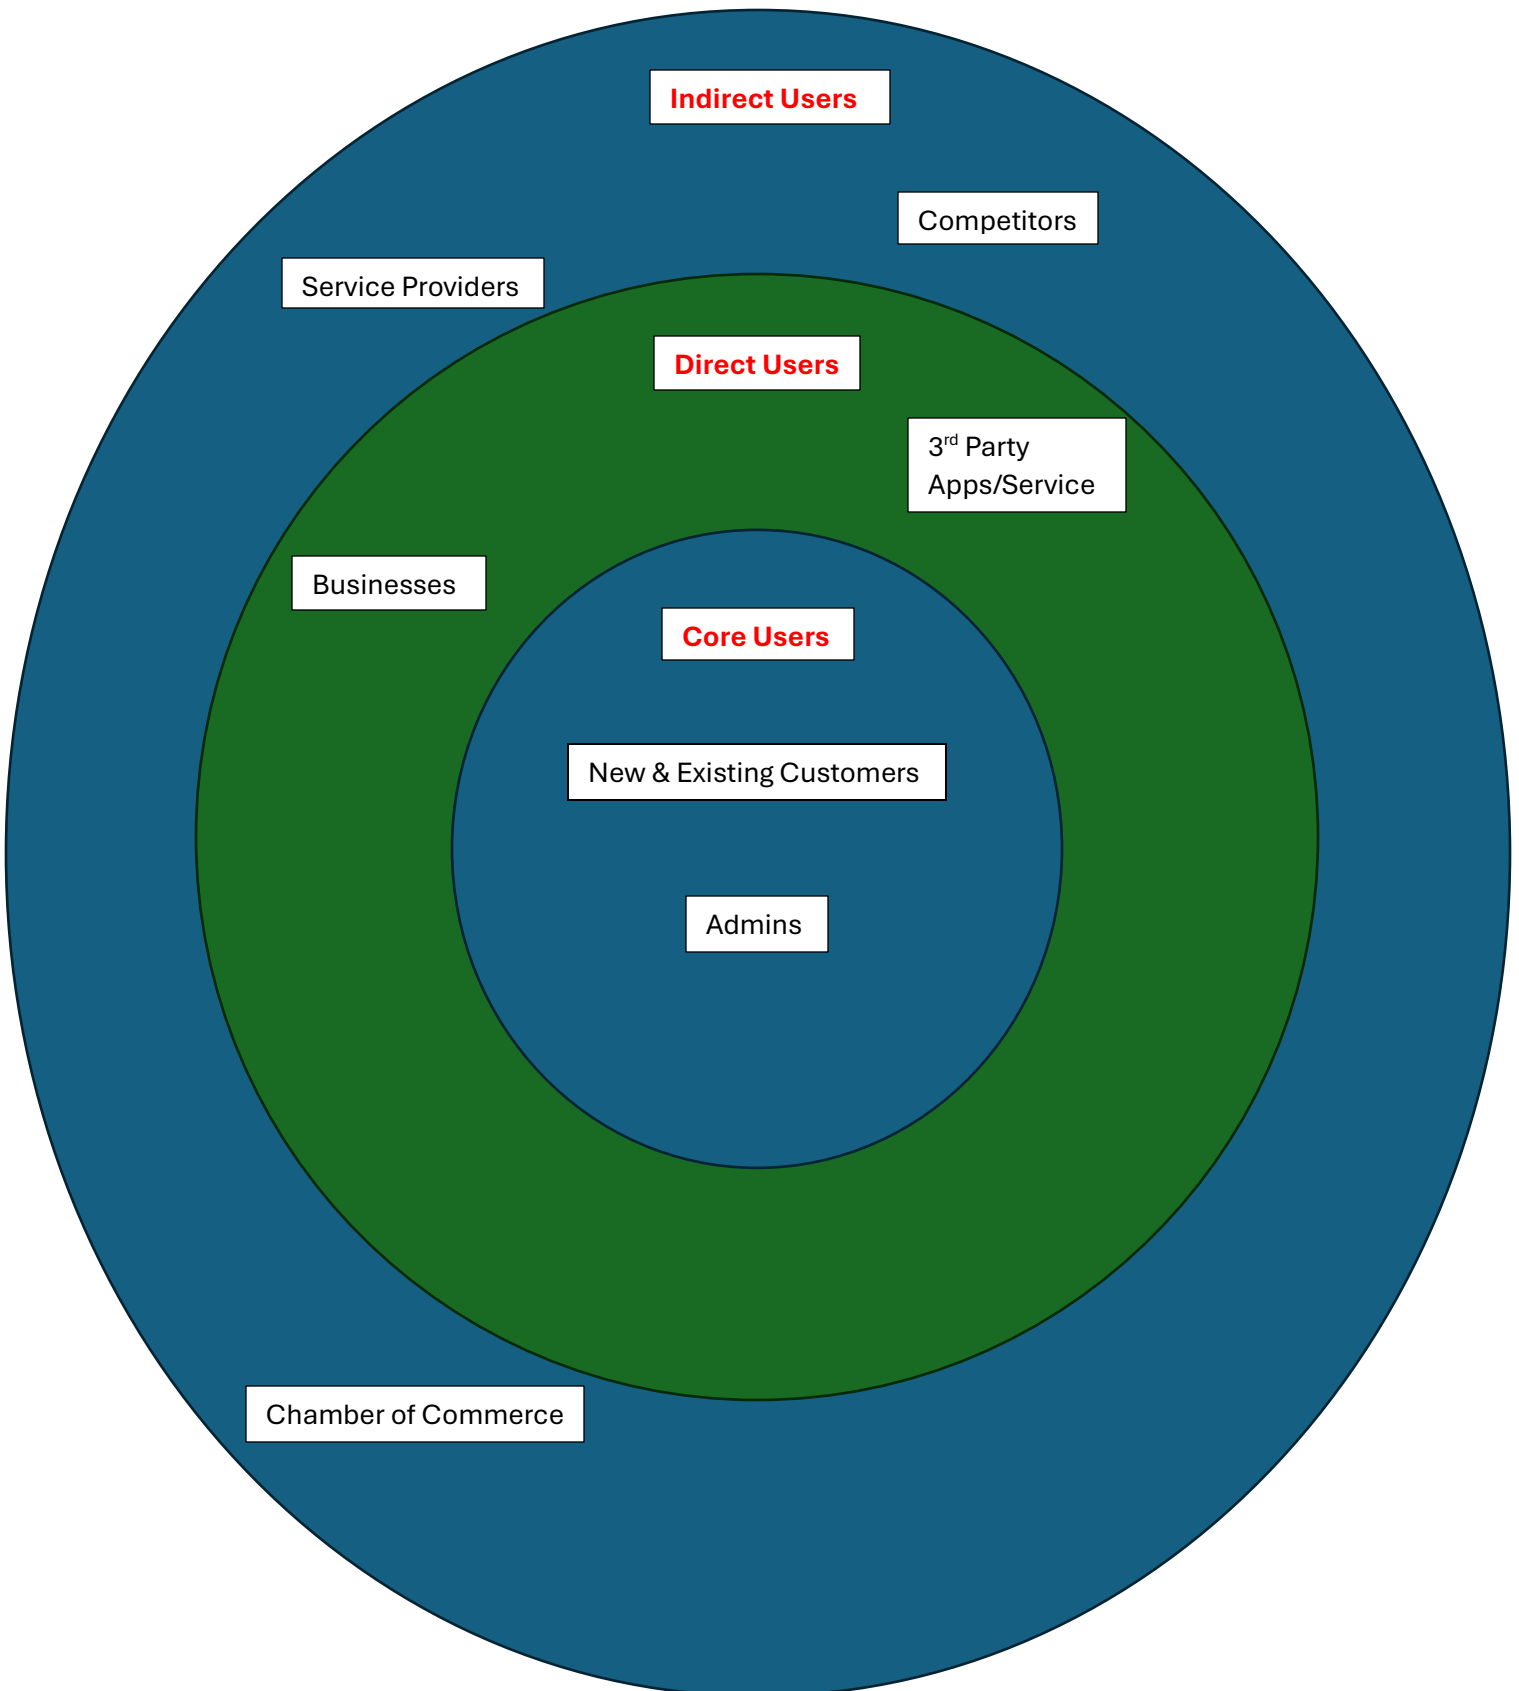 Indirect Users
Competitors
Service Providers
Direct Users
3rd Party
Apps/Service
Businesses
Core Users
New & Existing Customers
Admins
Chamber of Commerce